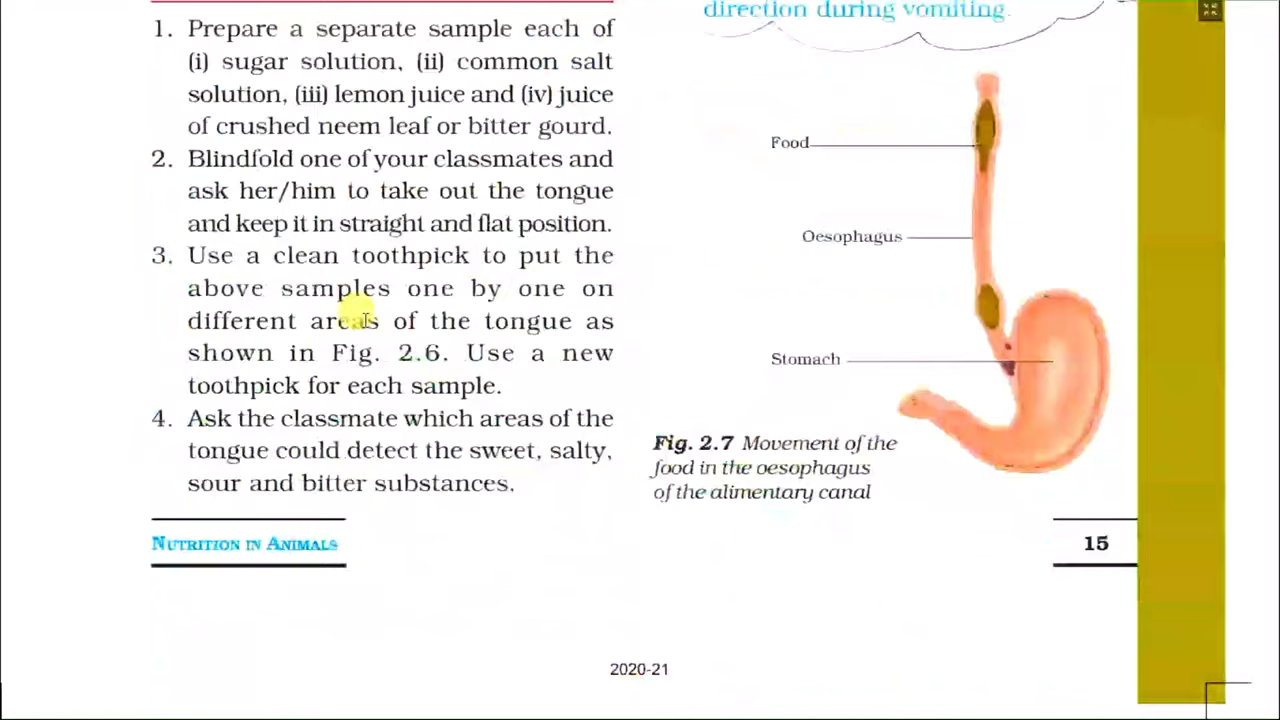 1. Prepare a separate sample each of
(i) sugar solution, (ii) common salt
solution, (iii) lemon juice and (iv) juice
of crushed neem leaf or bitter gourd.
2. Blindfold one of your classmates and
ask her/him to take out the tongue
and keep it in straight and flat position.
3. Use a clean toothpick to put the
above samples one by one on
different areas of the tongue as
shown in Fig. 2.6. Use a new
toothpick for each sample.
4. Ask the classmate which areas of the
tongue could detect the sweet, salty,
sour and bitter substances.
direction during vomiting.
Food
Oesophagus
Stomach
Fig. 2.7 Movement of the
food in the oesophagus
of the alimentary canal
NUTRITION IN ANIMALS
15
2020-21